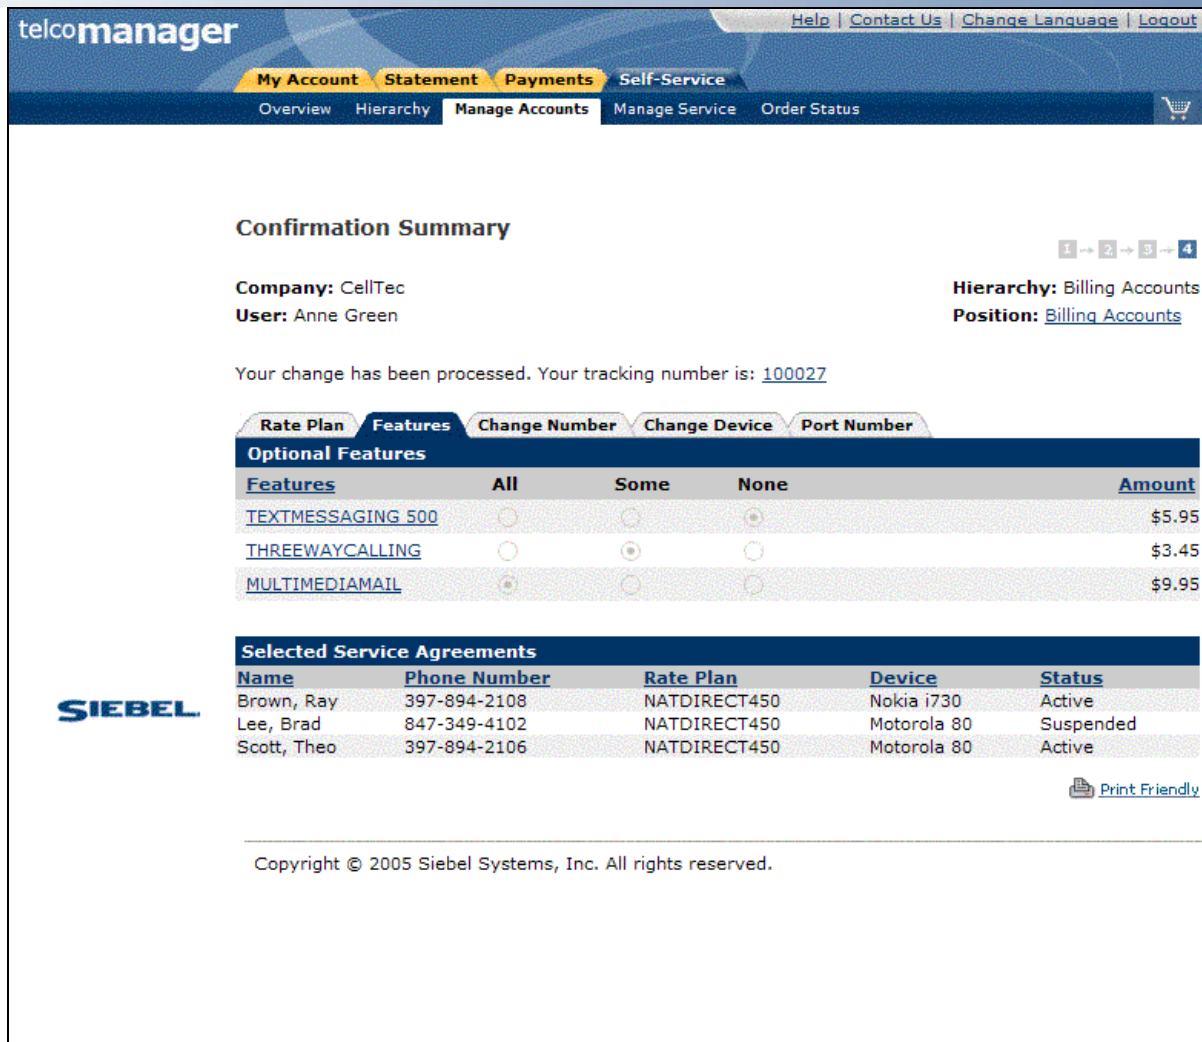 telcomanager
Help | Contact Us | Change Language | Logout
My Account Statement Payments Self-Service
Overview Hierarchy Manage Accounts Manage Service Order Status
Confirmation Summary
1 2 3 4
Company: CellTec Hierarchy: Billing Accounts
User: Anne Green Position: Billing Accounts
Your change has been processed. Your tracking number is: 100027
Rate Plan Features Change Number Change Device Port Number
Optional Features
Features All Some None Amount
TEXTMESSAGING 500 $5.95
THREEWAYCALLING $3.45
MULTIMEDIAMAIL $9.95
Selected Service Agreements
Name Phone Number Rate Plan Device Status
Brown, Ray 397-894-2108 NATDIRECT450 Nokia i730 Active
Lee, Brad 847-349-4102 NATDIRECT450 Motorola 80 Suspended
Scott, Theo 397-894-2106 NATDIRECT450 Motorola 80 Active
SIEBEL.
Print Friendly
Copyright © 2005 Siebel Systems, Inc. All rights reserved.